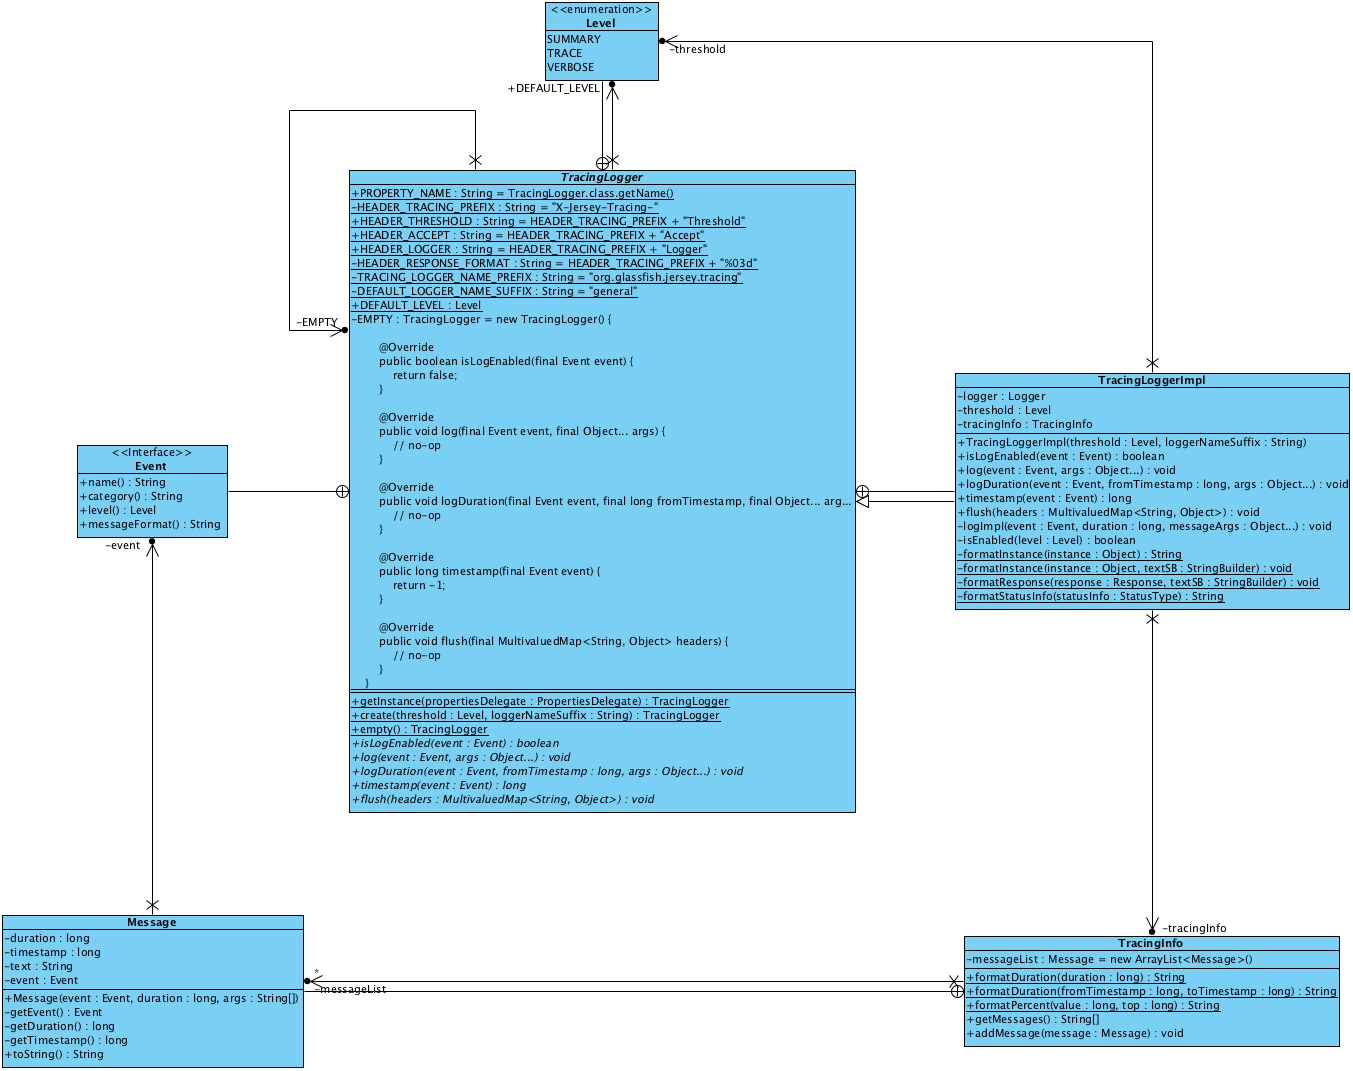 <<enumeration>>
Level
SUMMARY
TRACE
VERBOSE
-threshold
+DEFAULT_LEVEL
-EMPTY
TracingLogger
+PROPERTY_NAME : String = TracingLogger.class.getName()
-HEADER_TRACING_PREFIX : String = "X-Jersey-Tracing-"
+HEADER_THRESHOLD : String = HEADER_TRACING_PREFIX + "Threshold"
+HEADER_ACCEPT : String = HEADER_TRACING_PREFIX + "Accept"
+HEADER_LOGGER : String = HEADER_TRACING_PREFIX + "Logger"
-HEADER_RESPONSE_FORMAT : String = HEADER_TRACING_PREFIX + "%03d"
-TRACING_LOGGER_NAME_PREFIX : String = "org.glassfish.jersey.tracing"
-DEFAULT_LOGGER_NAME_SUFFIX : String = "general"
+DEFAULT_LEVEL : Level
-EMPTY : TracingLogger = new TracingLogger() {
@Override
public boolean isLogEnabled(final Event event) {
return false;
}
@Override
public void log(final Event event, final Object... args) {
// no-op
}
@Override
public void logDuration(final Event event, final long fromTimestamp, final Object... arg...
// no-op
}
@Override
public long timestamp(final Event event) {
return -1;
}
@Override
public void flush(final MultivaluedMap<String, Object> headers) {
// no-op
}
}
+getInstance(propertiesDelegate : PropertiesDelegate) : TracingLogger
+create(threshold : Level, loggerNameSuffix : String) : TracingLogger
+empty() : TracingLogger
+isLogEnabled(event : Event) : boolean
+log(event : Event, args : Object...) : void
+logDuration(event : Event, fromTimestamp : long, args : Object...) : void
+timestamp(event : Event) : long
+flush(headers : MultivaluedMap<String, Object>) : void
TracingLoggerImpl
-logger : Logger
-threshold : Level
-tracingInfo : TracingInfo
+TracingLoggerImpl(threshold : Level, loggerNameSuffix : String)
+isLogEnabled(event : Event) : boolean
+log(event : Event, args : Object...) : void
+logDuration(event : Event, fromTimestamp : long, args : Object...) : void
+timestamp(event : Event) : long
+flush(headers : MultivaluedMap<String, Object>) : void
-logImpl(event : Event, duration : long, messageArgs : Object...) : void
-isEnabled(level : Level) : boolean
-formatInstance(instance : Object) : String
-formatInstance(instance : Object, textSB : StringBuilder) : void
-formatResponse(response : Response, textSB : StringBuilder) : void
-formatStatusInfo(statusInfo : StatusType) : String
<<Interface>>
Event
+name() : String
+category() : String
+level() : Level
+messageFormat() : String
-event
Message
-duration : long
-timestamp : long
-text : String
-event : Event
+Message(event : Event, duration : long, args : String[])
-getEvent() : Event
-getDuration() : long
-getTimestamp() : long
+toString() : String
*
-messageList
-tracingInfo
TracingInfo
-messageList : Message = new ArrayList<Message>()
+formatDuration(duration : long) : String
+formatDuration(fromTimestamp : long, toTimestamp : long) : String
+formatPercent(value : long, top : long) : String
+getMessages() : String[]
+addMessage(message : Message) : void